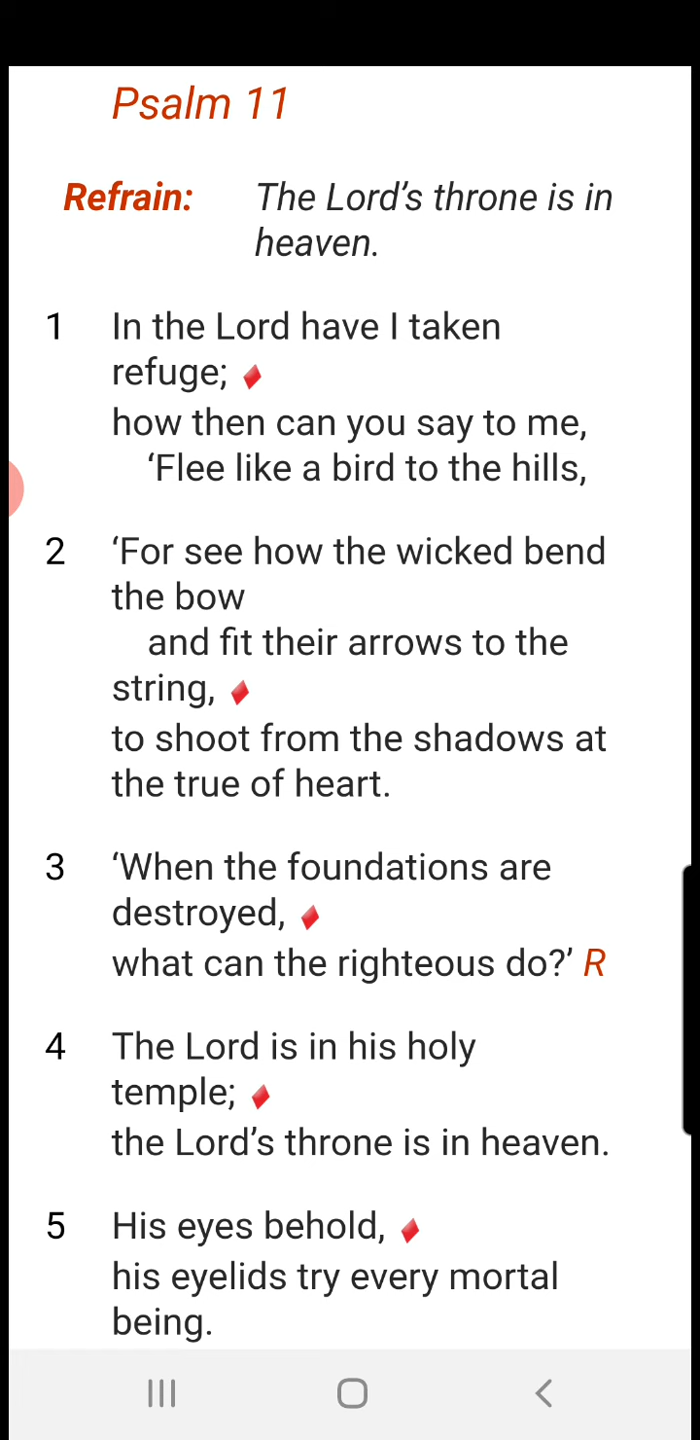 Psalm 11
Refrain: The Lord’s throne is in
heaven.
1 In the Lord have I taken
refuge; ♦
how then can you say to me,
‘Flee like a bird to the hills,
2 ‘For see how the wicked bend
the bow
and fit their arrows to the
string, ♦
to shoot from the shadows at
the true of heart.
3 ‘When the foundations are
destroyed, ♦
what can the righteous do?’ R
4 The Lord is in his holy
temple; ♦
the Lord’s throne is in heaven.
5 His eyes behold, ♦
his eyelids try every mortal
being.